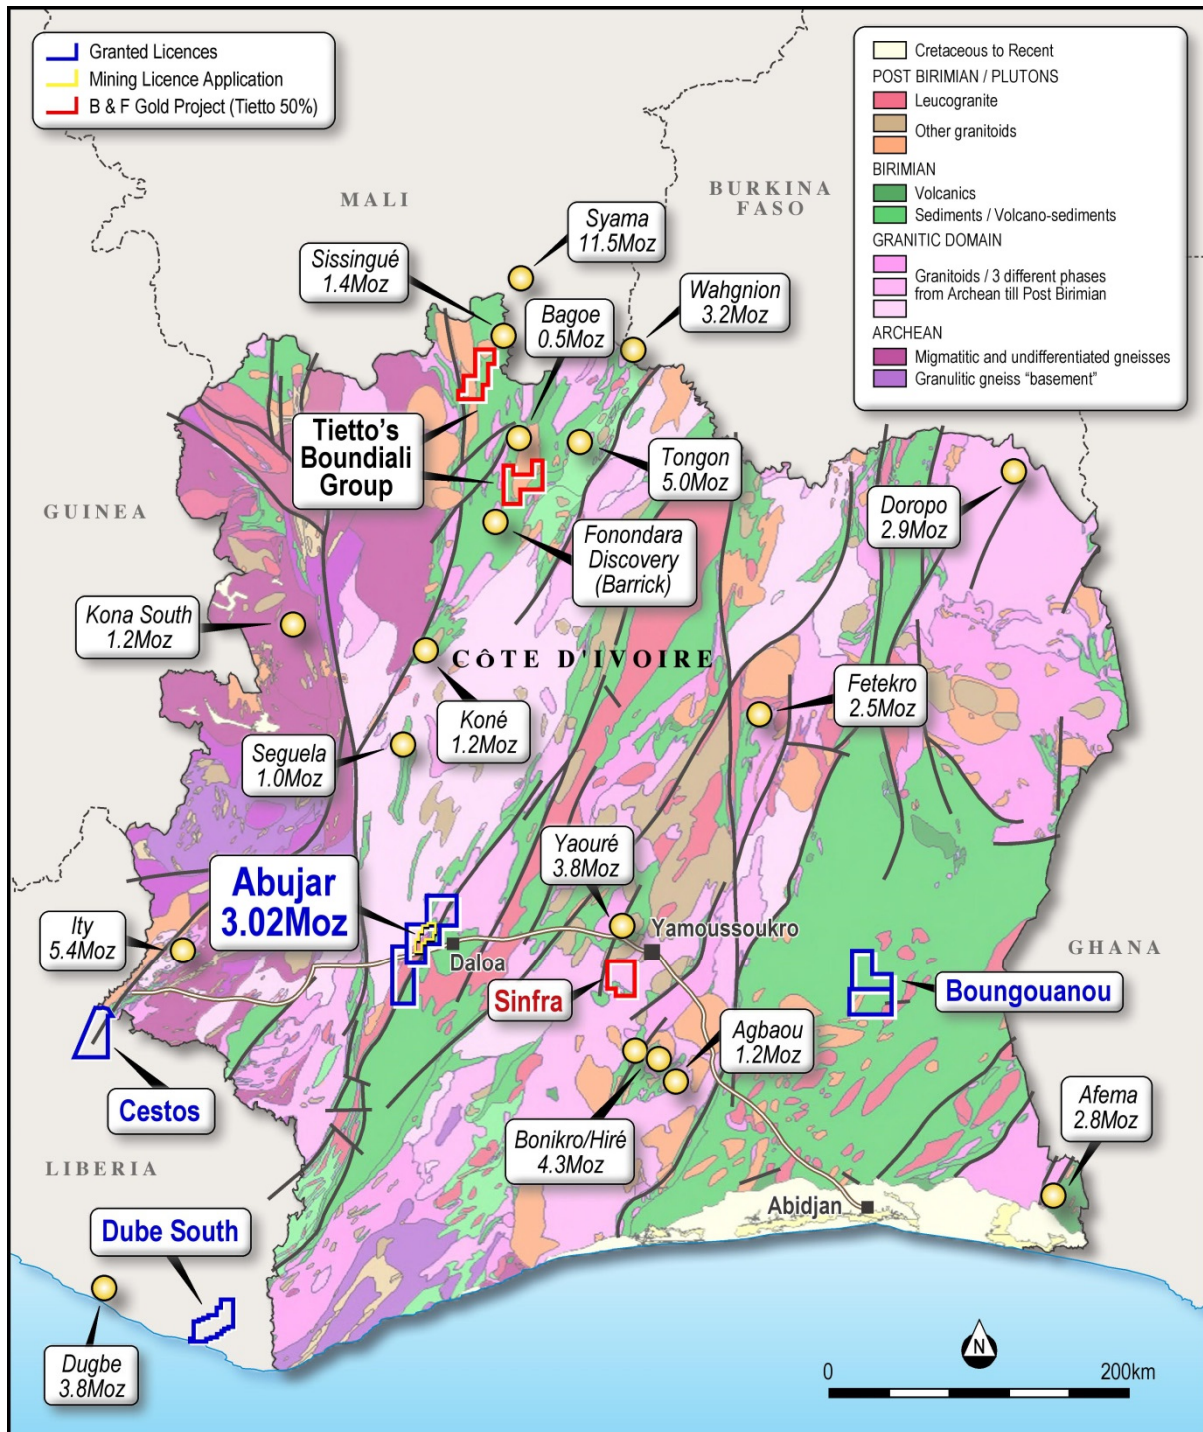 Granted Licences
Mining Licence Application
B & F Gold Project (Tietto 50%)
Cretaceous to Recent
POST BIRIMIAN / PLUTONS
Leucogranite
Other granitoids
BIRIMIAN
Volcanics
Sediments / Volcano-sediments
GRANITIC DOMAIN
Granitoids / 3 different phases
from Archean till Post Birimian
ARCHEAN
Migmatitic and undifferentiated gneisses
Granulitic gneiss “basement”
MALI
BURKINA
FASO
Syama
11.5Moz
Sissingué
1.4Moz
Wahgnion
3.2Moz
Bagoe
0.5Moz
Tietto’s
Boundiali
Group
Tongon
5.0Moz
Doropo
2.9Moz
GUINEA
Fonondara
Discovery
(Barrick)
Kona South
1.2Moz
CÔTE D'IVOIRE
Koné
1.2Moz
Fetekro
2.5Moz
Seguela
1.0Moz
Yaouré
3.8Moz
Abujar
3.02Moz
Ity
5.4Moz
Yamoussoukro
Daloa
GHANA
Sinfra
Boungouanou
Agbaou
1.2Moz
Cestos
Bonikro/Hiré
4.3Moz
Afema
2.8Moz
LIBERIA
Abidjan
Dube South
Dugbe
3.8Moz
N
0 200km